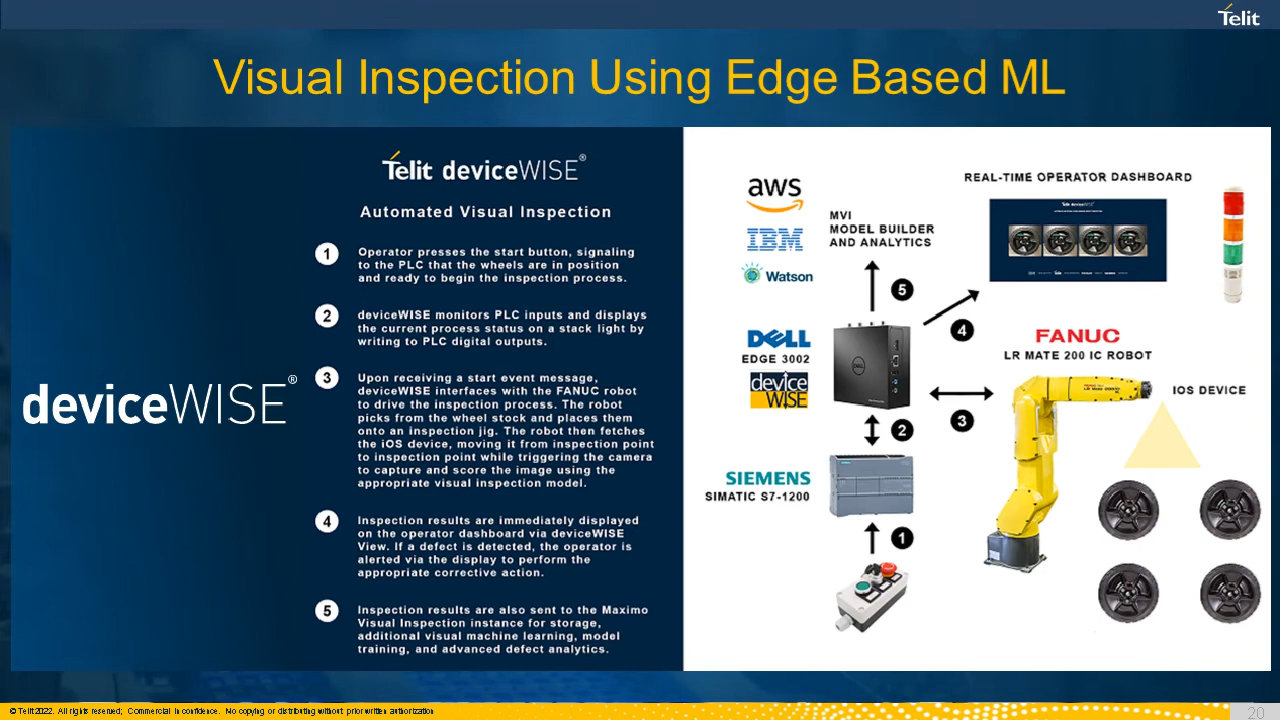 Telit
Visual Inspection Using Edge Based ML
deviceWISE®
Telit deviceWISE®
Automated Visual Inspection
1
Operator presses the start button, signaling
to the PLC that the wheels are in position
and ready to begin the inspection process.
2
deviceWISE monitors PLC inputs and displays
the current process status on a stack light by
writing to PLC digital outputs.
3
Upon receiving a start event message,
deviceWISE interfaces with the FANUC robot
to drive the inspection process. The robot
picks from the wheel stock and places them
onto an inspection jig. The robot then fetches
the iOS device, moving it from inspection point
to inspection point while triggering the camera
to capture and score the image using the
appropriate visual inspection model.
4
Inspection results are immediately displayed
on the operator dashboard via deviceWISE
View. If a defect is detected, the operator is
alerted via the display to perform the
appropriate corrective action.
5
Inspection results are also sent to the Maximo
Visual Inspection instance for storage,
additional visual machine learning, model
training, and advanced defect analytics.
aws
IBM
Watson
MVI
MODEL BUILDER
AND ANALYTICS
REAL-TIME OPERATOR DASHBOARD
Telit deviceWISE
5
4
DELL
EDGE 3002
device
WISE
DELL
FANUC
LR MATE 200 IC ROBOT
IOS DEVICE
3
2
SIEMENS
SIMATIC S7-1200
1
© Telit 2022. All rights reserved; Commercial in confidence. No copying or distributing without prior written authorization
20